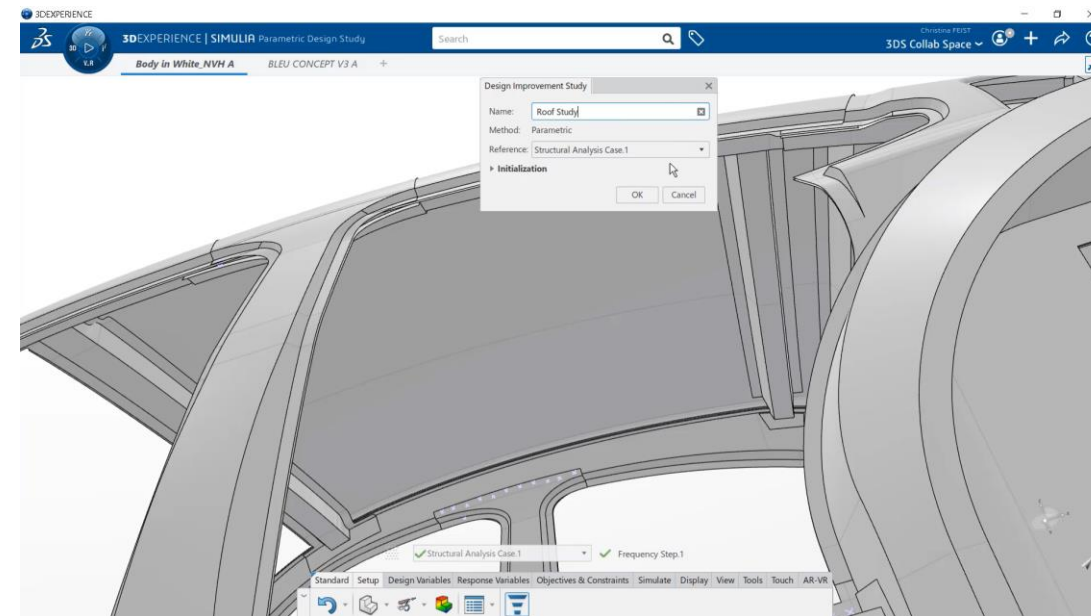 3DEXPERIENCE
3DEXPERIENCE | SIMULIA Parametric Design Study
Search
Christina FEIST
3DS Collab Space
3D
V.R
Body in White_NVH A
BLEU CONCEPT V3 A
Design Improvement Study
Name: Roof Study
Method: Parametric
Reference: Structural Analysis Case.1
Initialization
OK Cancel
Structural Analysis Case.1
Frequency Step.1
Standard Setup Design Variables Response Variables Objectives & Constraints Simulate Display View Tools Touch AR-VR